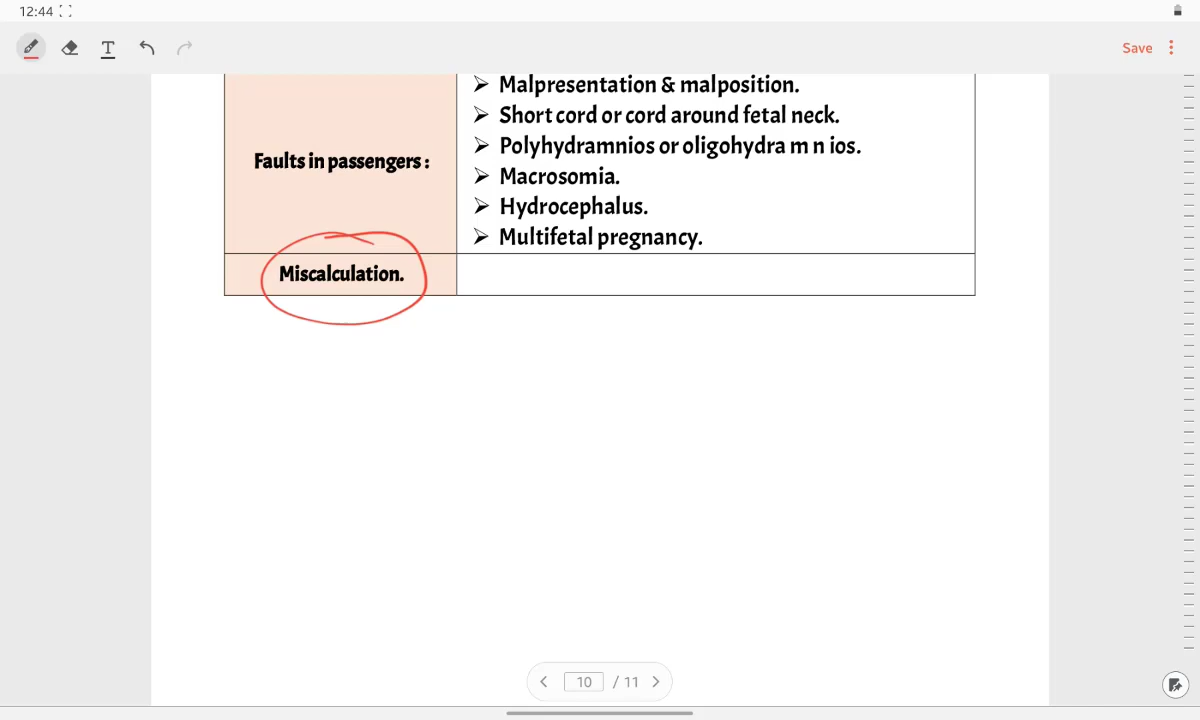 12:44
T
Save
➢ Malpresentation & malposition.
➢ Short cord or cord around fetal neck.
Faults in passengers :
➢ Polyhydramnios or oligohydra m n ios.
➢ Macrosomia.
➢ Hydrocephalus.
➢ Multifetal pregnancy.
Miscalculation.
10 / 11